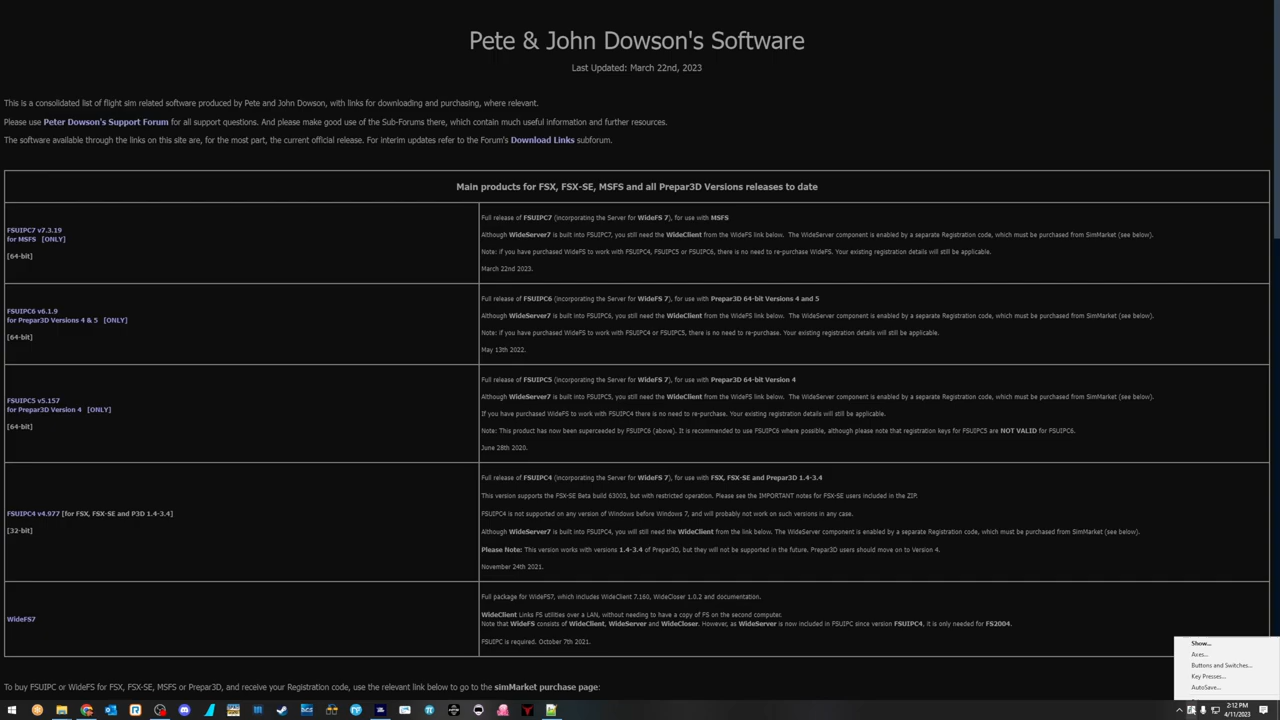 Pete & John Dowson's Software
Last Updated: March 22nd, 2023
This is a consolidated list of flight sim related software produced by Pete and John Dowson, with links for downloading and purchasing, where relevant.
Please use Peter Dowson's Support Forum for all support questions. And please make good use of the Sub-Forums there, which contain much useful information and further resources.
The software available through the links on this site are, for the most part, the current official release. For interim updates refer to the Forum's Download Links subforum.
Main products for FSX, FSX-SE, MSFS and all Prepar3D Versions releases to date
FSUIPC7 v7.3.19
for MSFS [ONLY]
[64-bit]
Full release of FSUIPC7 (incorporating the Server for WideFS 7), for use with MSFS
Although WideServer7 is built into FSUIPC7, you still need the WideClient from the WideFS link below. The WideServer component is enabled by a separate Registration code, which must be purchased from SimMarket (see below).
Note: if you have purchased WideFS to work with FSUIPC4, FSUIPC5 or FSUIPC6, there is no need to re-purchase WideFS. Your existing registration details will still be applicable.
March 22nd 2023.
FSUIPC6 v6.1.9
for Prepar3D Versions 4 & 5 [ONLY]
[64-bit]
Full release of FSUIPC6 (incorporating the Server for WideFS 7), for use with Prepar3D 64-bit Versions 4 and 5
Although WideServer7 is built into FSUIPC6, you still need the WideClient from the WideFS link below. The WideServer component is enabled by a separate Registration code, which must be purchased from SimMarket (see below).
Note: if you have purchased WideFS to work with FSUIPC4 or FSUIPC5, there is no need to re-purchase. Your existing registration details will still be applicable.
May 13th 2022.
FSUIPC5 v5.157
for Prepar3D Version 4 [ONLY]
[64-bit]
Full release of FSUIPC5 (incorporating the Server for WideFS 7), for use with Prepar3D 64-bit Version 4
Although WideServer7 is built into FSUIPC5, you still need the WideClient from the WideFS link below. The WideServer component is enabled by a separate Registration code, which must be purchased from SimMarket (see below).
If you have purchased WideFS to work with FSUIPC4 there is no need to re-purchase. Your existing registration details will still be applicable.
Note: This product has now been superceded by FSUIPC6 (above). It is recommended to use FSUIPC6 where possible, although please note that registration keys for FSUIPC5 are NOT VALID for FSUIPC6.
June 28th 2020.
FSUIPC4 v4.977 [for FSX, FSX-SE and P3D 1.4-3.4]
[32-bit]
Full release of FSUIPC4 (incorporating the Server for WideFS 7), for use with FSX, FSX-SE and Prepar3D 1.4-3.4
This version supports the FSX-SE Beta build 63003, but with restricted operation. Please see the IMPORTANT notes for FSX-SE users included in the ZIP.
FSUIPC4 is not supported on any version of Windows before Windows 7, and will probably not work on such versions in any case.
Although WideServer7 is built into FSUIPC4, you will still need the WideClient from the link below. The WideServer component is enabled by a separate Registration code, which must be purchased from SimMarket (see below).
Please Note: This version works with versions 1.4-3.4 of Prepar3D, but they will not be supported in the future. Prepar3D users should move on to Version 4.
November 24th 2021.
WideFS7
Full package for WideFS7, which includes WideClient 7.160, WideCloser 1.0.2 and documentation.
WideClient Links FS utilities over a LAN, without needing to have a copy of FS on the second computer.
Note that WideFS consists of WideClient, WideServer and WideCloser. However, as WideServer is now included in FSUIPC since version FSUIPC4, it is only needed for FS2004.
FSUIPC is required. October 7th 2021.
To buy FSUIPC or WideFS for FSX, FSX-SE, MSFS or Prepar3D, and receive your Registration code, use the relevant link below to go to the simMarket purchase page:
Show...
Axes...
Buttons and Switches...
Key Presses...
AutoSave...
2:12 PM
4/11/2023